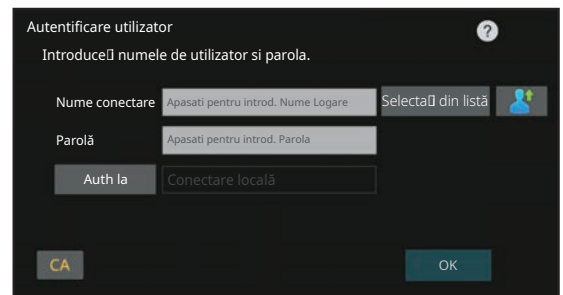 Autentificare utilizator
?
Introduce▯ numele de utilizator si parola.
Nume conectare Apasati pentru introd. Nume Logare Selecta▯ din listă
Parolă Apasati pentru introd. Parola
Auth la Conectare locală
CA OK